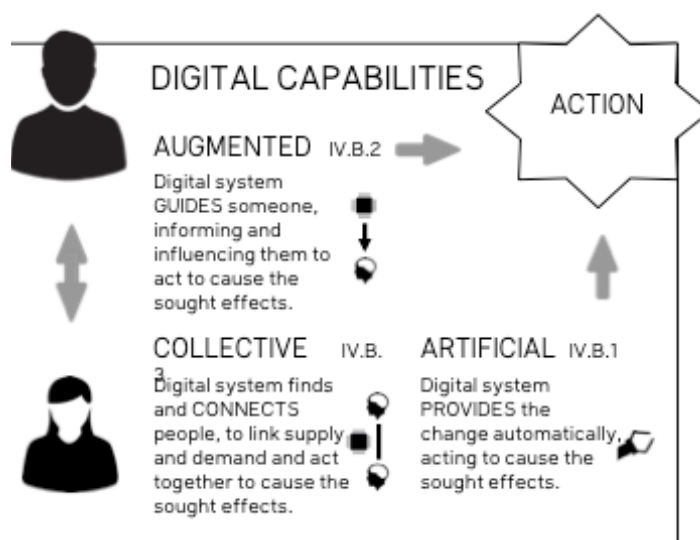 DIGITAL CAPABILITIES
ACTION
AUGMENTED IV.B.2
Digital system
GUIDES someone,
informing and
influencing them to
act to cause the
sought effects.
COLLECTIVE IV.B.
3
Digital system finds
and CONNECTS
people, to link supply
and demand and act
together to cause the
sought effects.
ARTIFICIAL IV.B.1
Digital system
PROVIDES the
change automatically,
acting to cause the
sought effects.